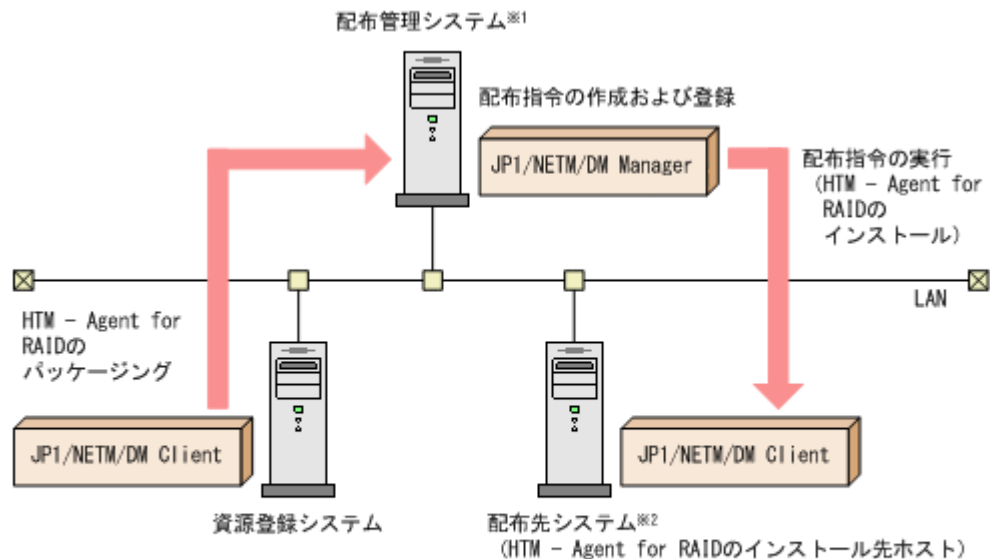 配布管理システム※1
配布指令の作成および登録
JP1/NETM/DM Manager
配布指令の実行
(HTM - Agent for
RAIDの
インストール)
LAN
HTM - Agent for
RAIDの
パッケージング
JP1/NETM/DM Client
資源登録システム
JP1/NETM/DM Client
配布先システム※2
(HTM - Agent for RAIDのインストール先ホスト)